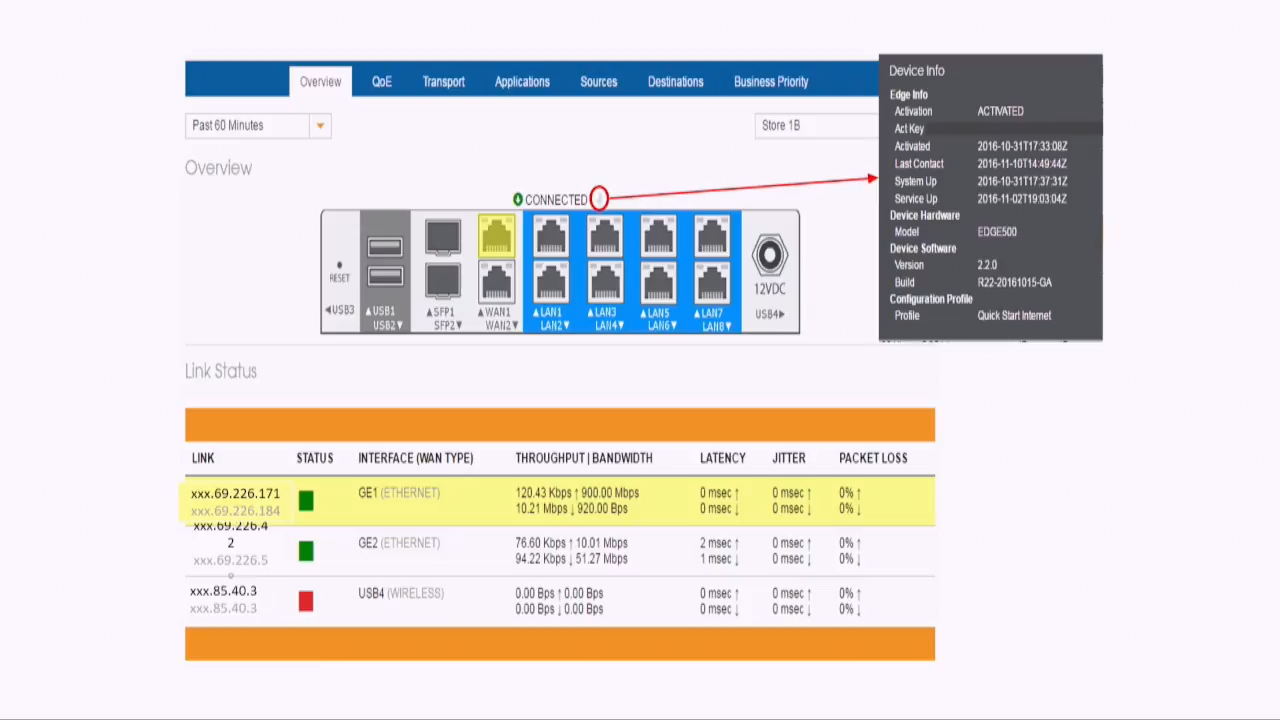 Overview QoE Transport Applications Sources Destinations Business Priority
Past 60 Minutes
Store 1B
Overview
CONNECTED
RESET
◀USB3
▲USB1
USB2▼
▲SFP1
SFP2▼
▲WAN1
WAN2▼
▲LAN1
LAN2▼
▲LAN3
LAN4▼
▲LAN5
LAN6▼
▲LAN7
LAN8▼
12VDC
USB4▶
Device Info
Edge Info
Activation ACTIVATED
Act Key
Activated 2016-10-31T17:33:08Z
Last Contact 2016-11-10T14:49:44Z
System Up 2016-10-31T17:37:31Z
Service Up 2016-11-02T19:03:04Z
Device Hardware
Model EDGE500
Device Software
Version 2.2.0
Build R22-20161015-GA
Configuration Profile
Profile Quick Start Internet
Link Status
LINK STATUS INTERFACE (WAN TYPE) THROUGHPUT | BANDWIDTH LATENCY JITTER PACKET LOSS
xxx.69.226.171 GE1 (ETHERNET) 120.43 Kbps ↑ 900.00 Mbps 0 msec ↑ 0 msec ↑ 0% ↑
xxx.69.226.184 10.21 Mbps ↓ 920.00 Bps 0 msec ↓ 0 msec ↓ 0% ↓
xxx.69.226.4
2 GE2 (ETHERNET) 76.60 Kbps ↑ 10.01 Mbps 2 msec ↑ 0 msec ↑ 0% ↑
xxx.69.226.5 94.22 Kbps ↓ 51.27 Mbps 1 msec ↓ 0 msec ↓ 0% ↓
xxx.85.40.3 USB4 (WIRELESS) 0.00 Bps ↑ 0.00 Bps 0 msec ↑ 0 msec ↑ 0% ↑
xxx.85.40.3 0.00 Bps ↓ 0.00 Bps 0 msec ↓ 0 msec ↓ 0% ↓